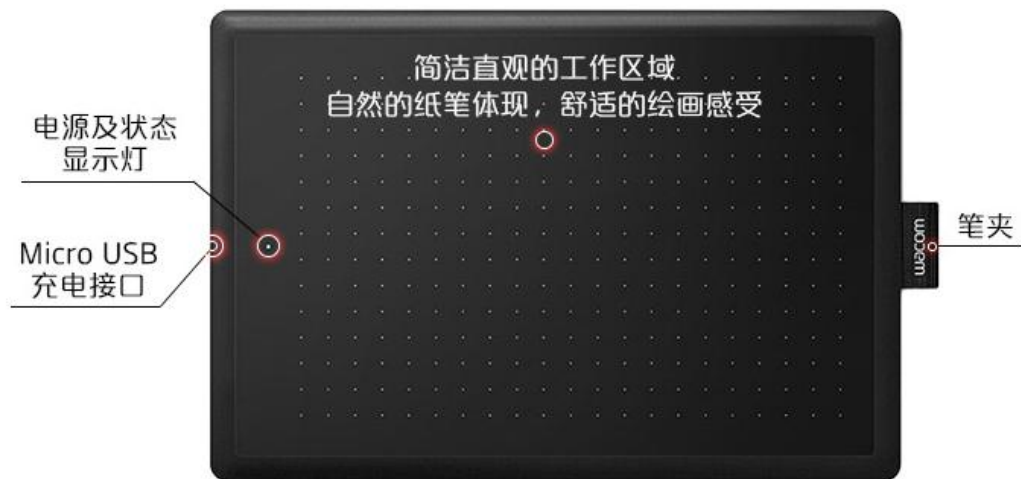 简洁直观的工作区域
自然的纸笔体现，舒适的绘画感受
电源及状态
显示灯
Micro USB
充电接口
笔夹
wacom